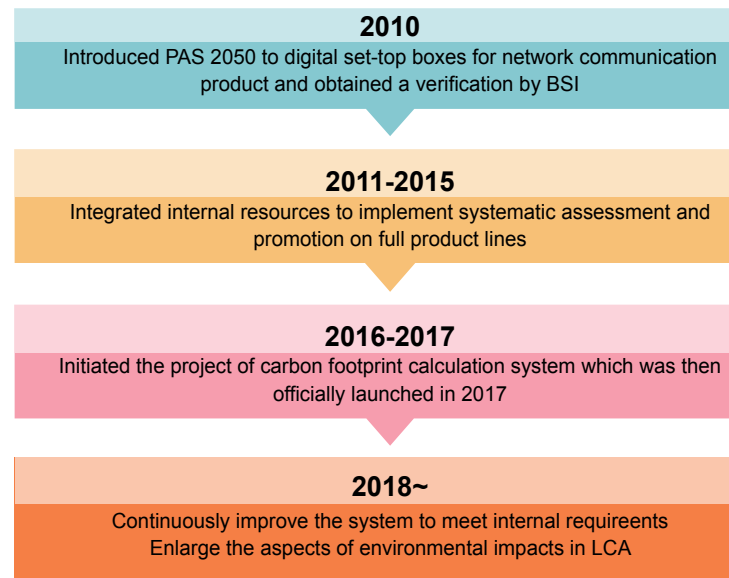 2010
Introduced PAS 2050 to digital set-top boxes for network communication
product and obtained a verification by BSI
2011-2015
Integrated internal resources to implement systematic assessment and
promotion on full product lines
2016-2017
Initiated the project of carbon footprint calculation system which was then
officially launched in 2017
2018~
Continuously improve the system to meet internal requireents
Enlarge the aspects of environmental impacts in LCA